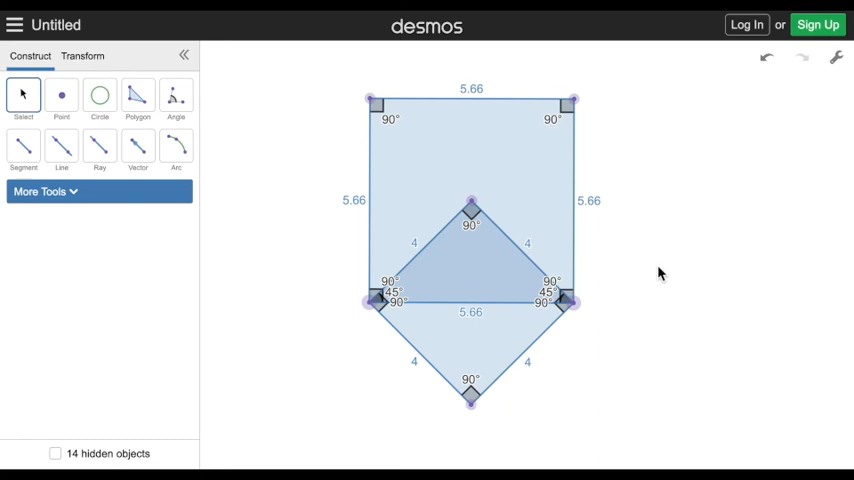 Untitled
desmos
Log In or Sign Up
Construct Transform
Select Point Circle Polygon Angle
Segment Line Ray Vector Arc
More Tools
14 hidden objects
5.66
90° 90°
5.66 5.66
90°
4 4
90° 90°
45° 45°
90° 90°
5.66
4 4
90°